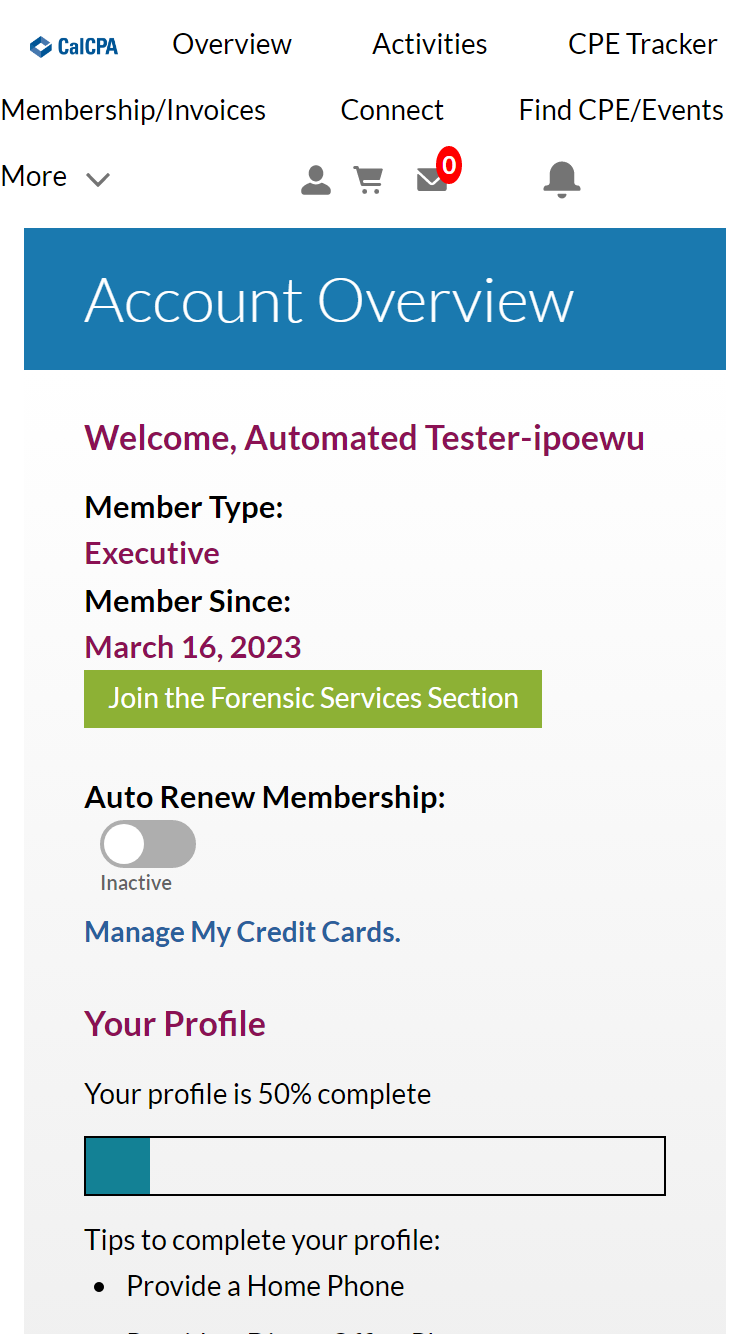 CalCPA Overview Activities CPE Tracker
Membership/Invoices Connect Find CPE/Events
More 0
Account Overview
Welcome, Automated Tester-ipoewu
Member Type:
Executive
Member Since:
March 16, 2023
Join the Forensic Services Section
Auto Renew Membership:
Inactive
Manage My Credit Cards.
Your Profile
Your profile is 50% complete
Tips to complete your profile:
• Provide a Home Phone